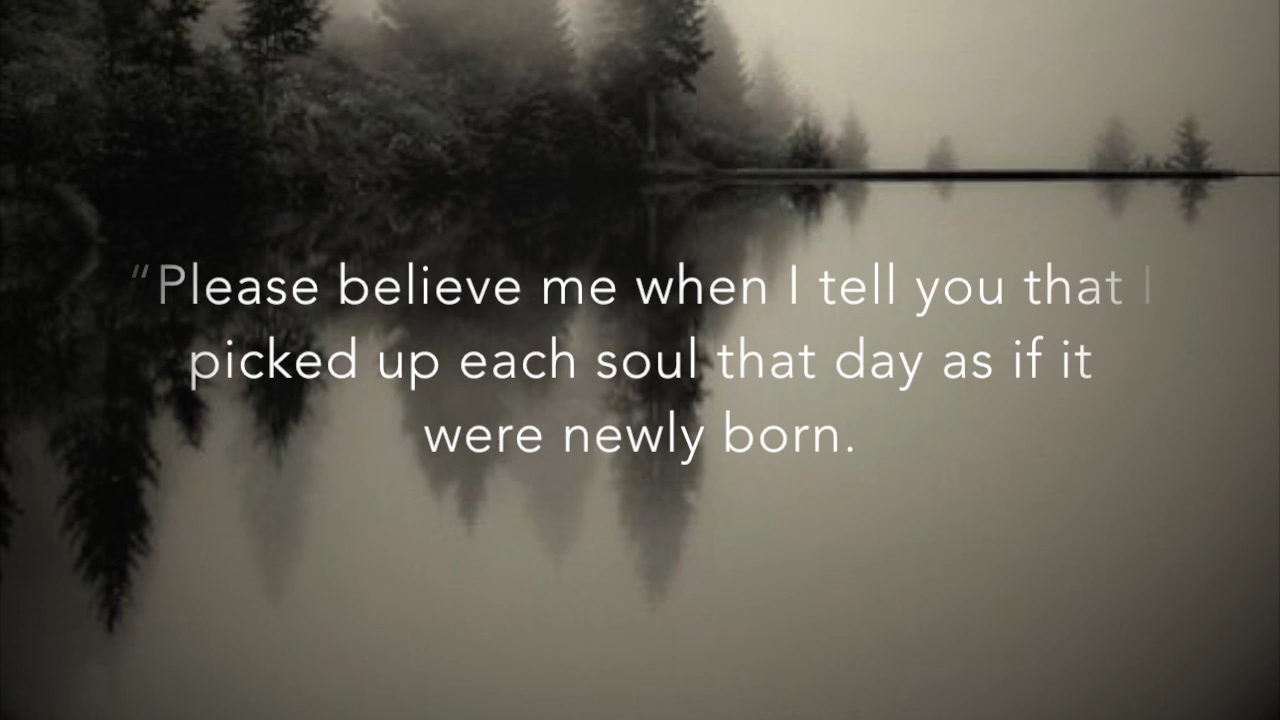 “Please believe me when I tell you that I
picked up each soul that day as if it
were newly born.